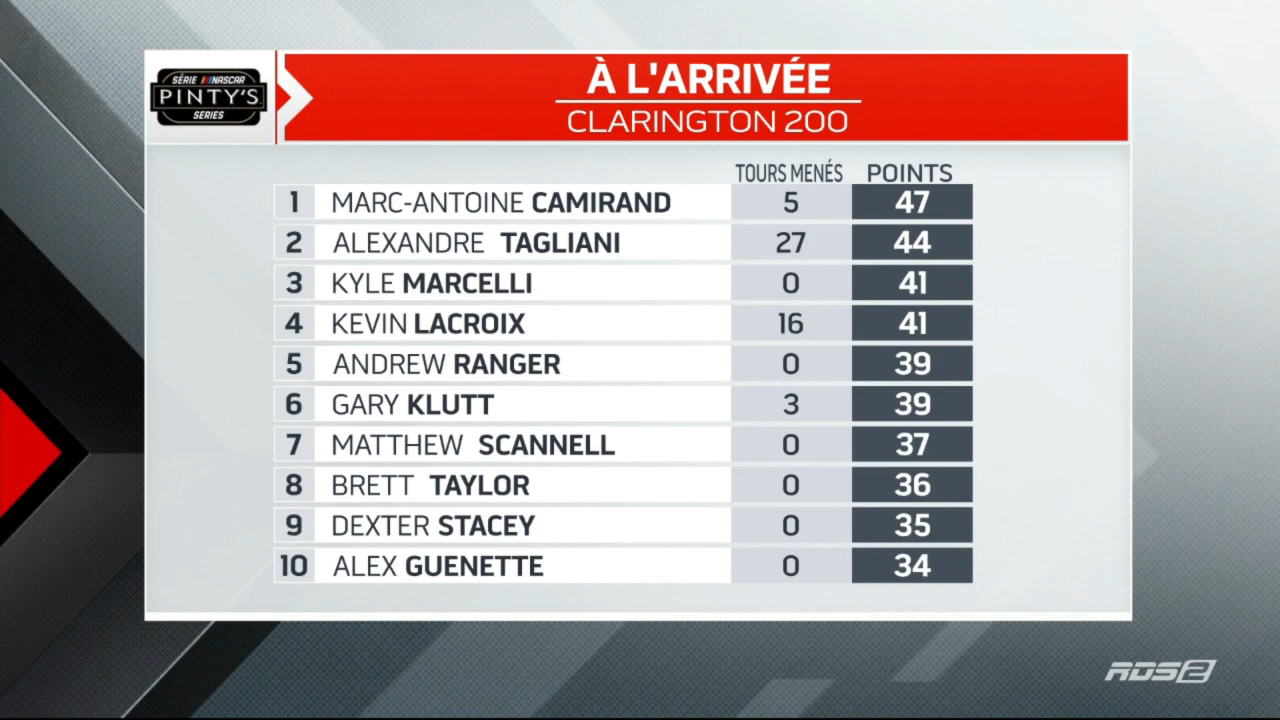 SÉRIE NASCAR
PINTY'S
SERIES
À L'ARRIVÉE
CLARINGTON 200
TOURS MENÉS POINTS
1 MARC-ANTOINE CAMIRAND 5 47
2 ALEXANDRE TAGLIANI 27 44
3 KYLE MARCELLI 0 41
4 KEVIN LACROIX 16 41
5 ANDREW RANGER 0 39
6 GARY KLUTT 3 39
7 MATTHEW SCANNELL 0 37
8 BRETT TAYLOR 0 36
9 DEXTER STACEY 0 35
10 ALEX GUENETTE 0 34
RDS2